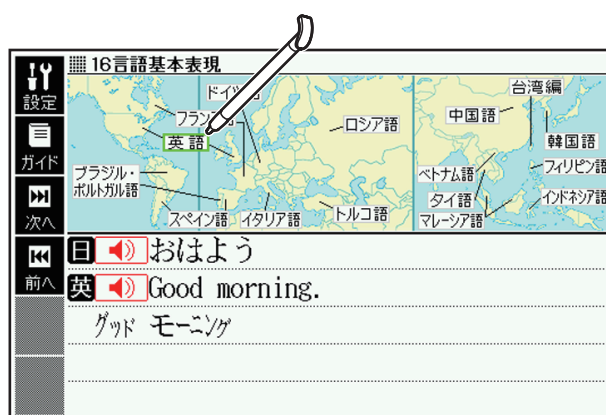 16言語基本表現
設定
ガイド
次へ
前へ
ドイツ語
フランス語
英語
ロシア語
ブラジル・
ポルトガル語
スペイン語
イタリア語
トルコ語
台湾編
中国語
韓国語
ベトナム語
フィリピン語
タイ語
インドネシア語
マレーシア語
日 おはよう
英 Good morning.
グッド モーニング